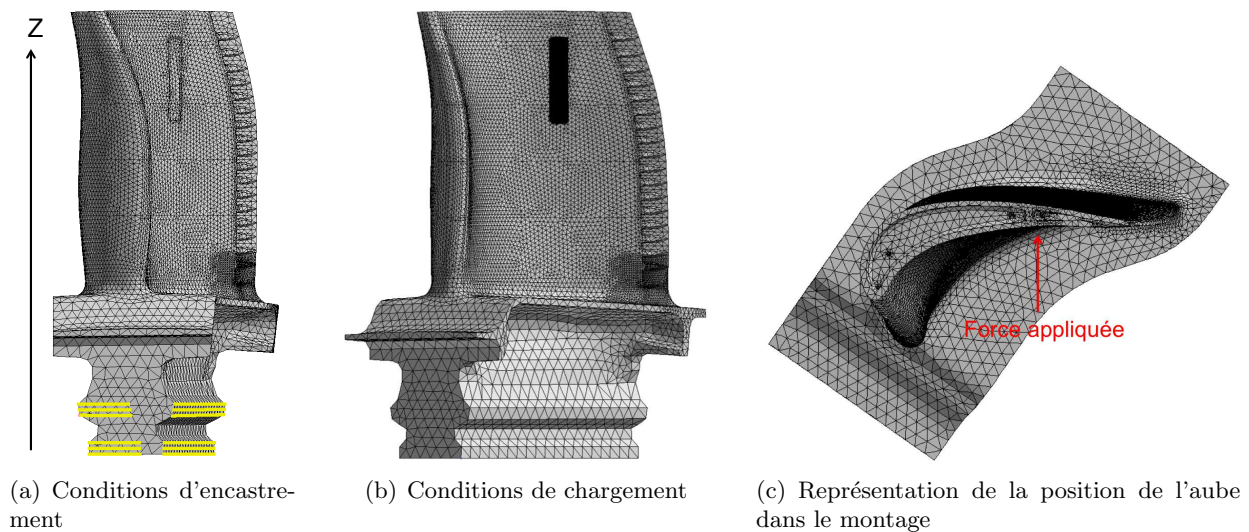 Z
Force appliquée
(a) Conditions d'encastre-
ment
(b) Conditions de chargement
(c) Représentation de la position de l'aube
dans le montage